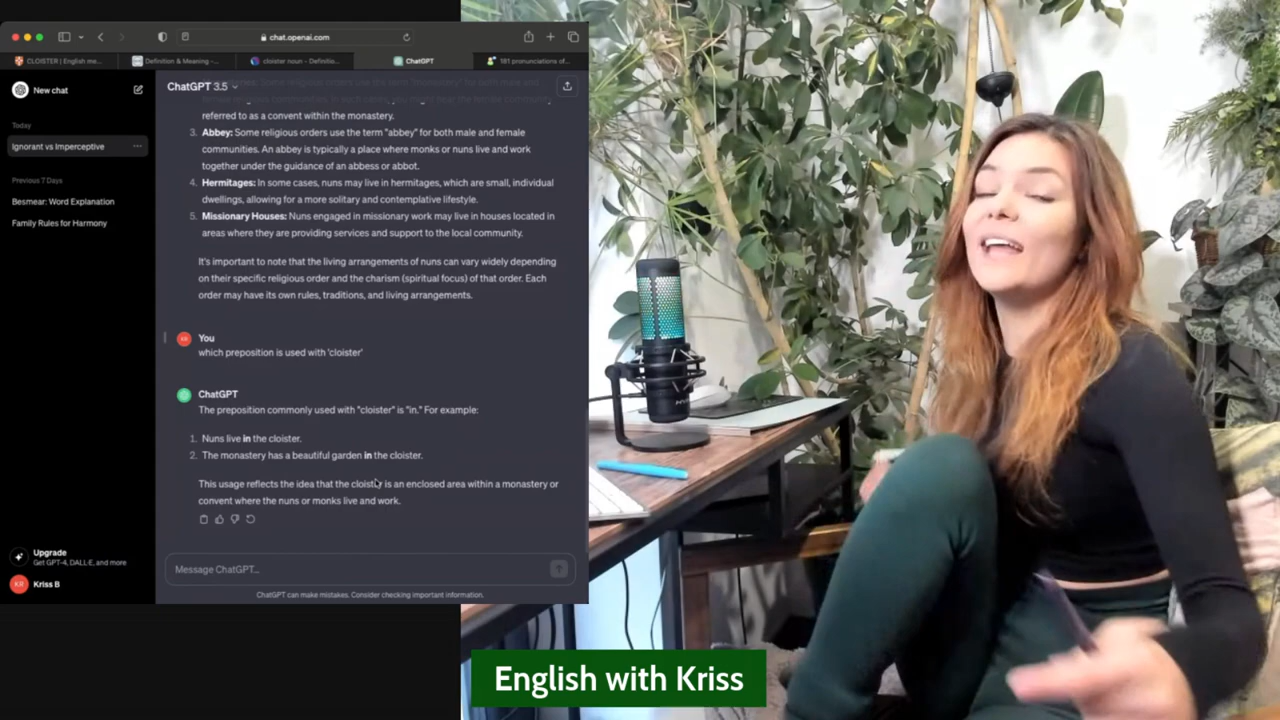 chat.openai.com
CLOISTER | English me...
Definition & Meaning -...
cloister noun - Definitio...
ChatGPT
181 pronunciations of...
New chat
Today
Ignorant vs Imperceptive
Previous 7 Days
Besmear: Word Explanation
Family Rules for Harmony
Upgrade
Get GPT-4, DALL·E, and more
KR Kriss B
ChatGPT 3.5
referred to as a convent within the monastery.
3. Abbey: Some religious orders use the term "abbey" for both male and female
communities. An abbey is typically a place where monks or nuns live and work
together under the guidance of an abbess or abbot.
4. Hermitages: In some cases, nuns may live in hermitages, which are small, individual
dwellings, allowing for a more solitary and contemplative lifestyle.
5. Missionary Houses: Nuns engaged in missionary work may live in houses located in
areas where they are providing services and support to the local community.
It's important to note that the living arrangements of nuns can vary widely depending
on their specific religious order and the charism (spiritual focus) of that order. Each
order may have its own rules, traditions, and living arrangements.
KR You
which preposition is used with 'cloister'
ChatGPT
The preposition commonly used with "cloister" is "in." For example:
1. Nuns live in the cloister.
2. The monastery has a beautiful garden in the cloister.
This usage reflects the idea that the cloister is an enclosed area within a monastery or
convent where the nuns or monks live and work.
Message ChatGPT...
ChatGPT can make mistakes. Consider checking important information.
English with Kriss